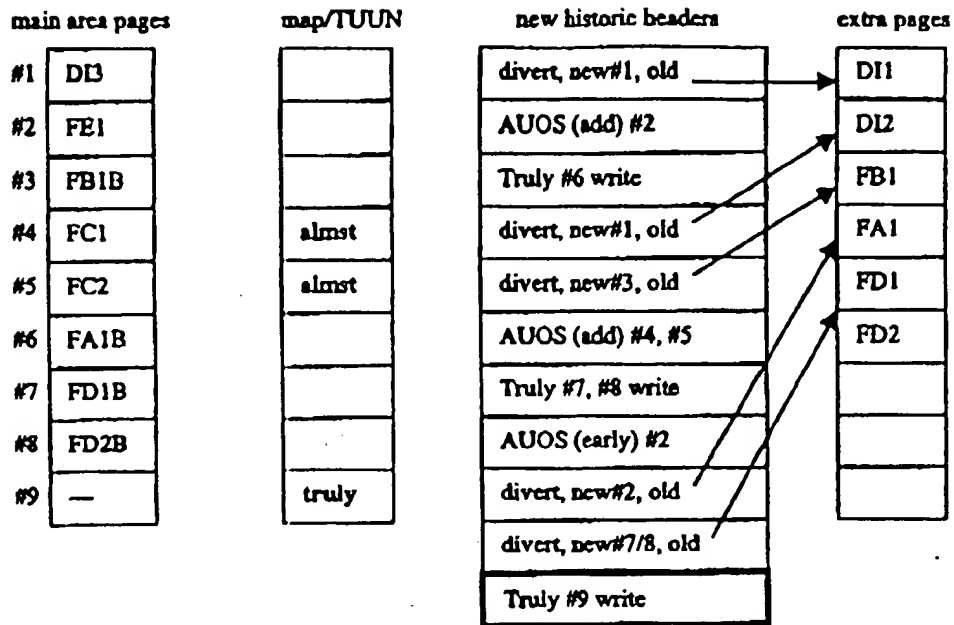 main area pages map/TUUN new historic beaders extra pages
#1 DI3 divert, new#1, old DI1
#2 FE1 AUOS (add) #2 DI2
#3 FB1B Truly #6 write FB1
#4 FC1 almst divert, new#1, old FA1
#5 FC2 almst divert, new#3, old FD1
#6 FA1B AUOS (add) #4, #5 FD2
#7 FD1B Truly #7, #8 write
#8 FD2B AUOS (early) #2
#9 — truly divert, new#2, old
divert, new#7/8, old
Truly #9 write